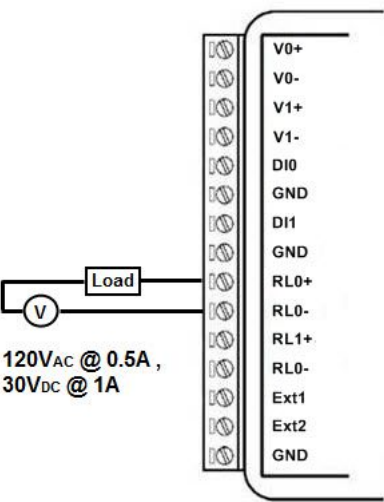 V0+
V0-
V1+
V1-
DI0
GND
DI1
GND
RL0+
RL0-
RL1+
RL0-
Ext1
Ext2
GND
Load
V
120VAC @ 0.5A ,
30VDC @ 1A